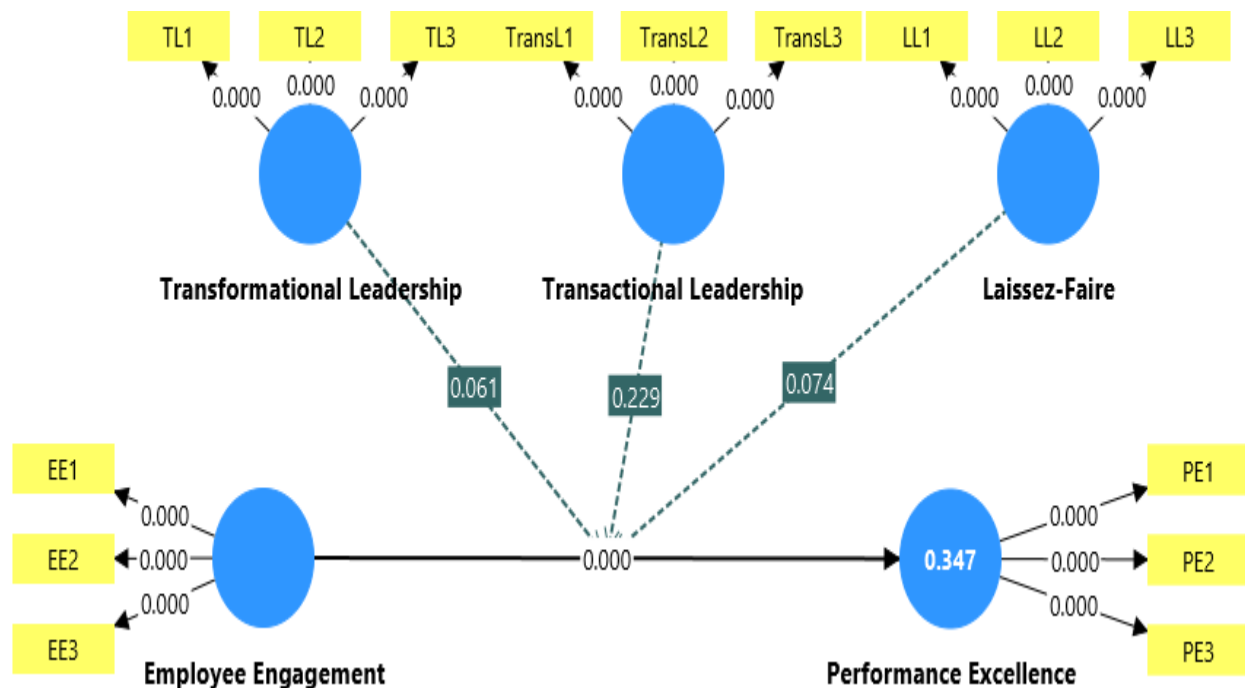 TL1 TL2 TL3 TransL1 TransL2 TransL3 LL1 LL2 LL3
0.000 0.000 0.000 0.000 0.000 0.000 0.000 0.000 0.000
Transformational Leadership Transactional Leadership Laissez-Faire
0.061 0.229 0.074
EE1 PE1
0.000 0.000
EE2 0.000 0.000 0.347 0.000 PE2
0.000 0.000
EE3 PE3
Employee Engagement Performance Excellence